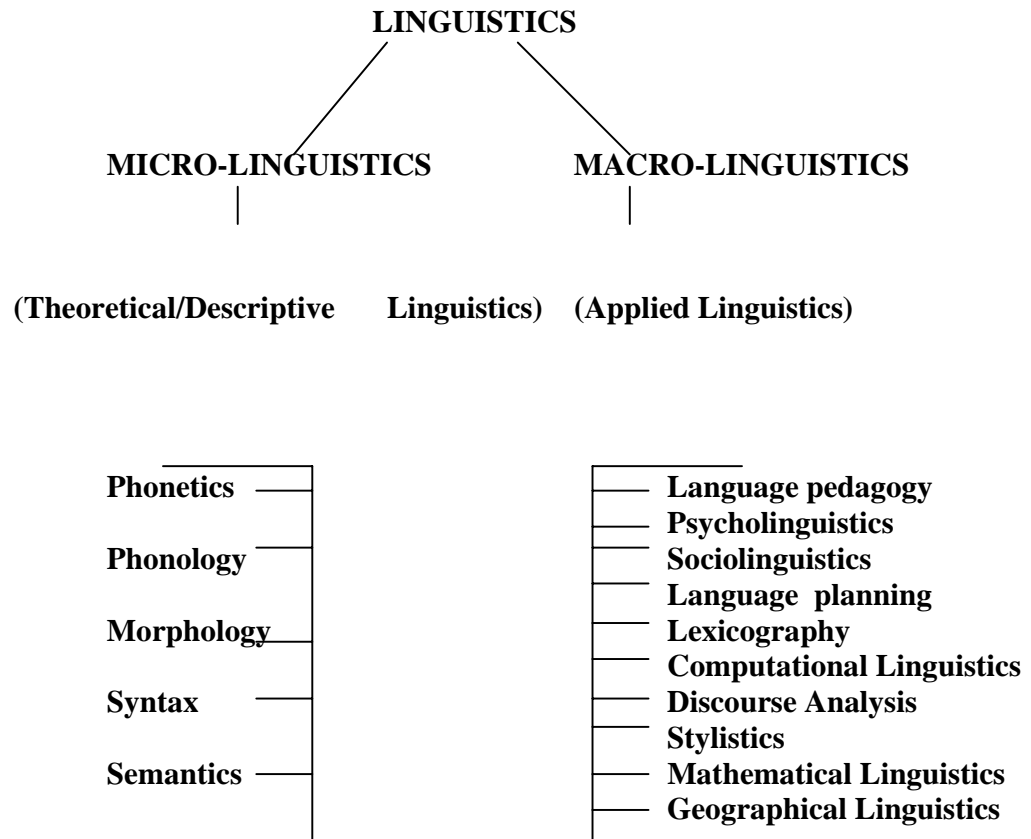 LINGUISTICS
MICRO-LINGUISTICS MACRO-LINGUISTICS
(Theoretical/Descriptive Linguistics) (Applied Linguistics)
Phonetics
Phonology
Morphology
Syntax
Semantics
Language pedagogy
Psycholinguistics
Sociolinguistics
Language planning
Lexicography
Computational Linguistics
Discourse Analysis
Stylistics
Mathematical Linguistics
Geographical Linguistics